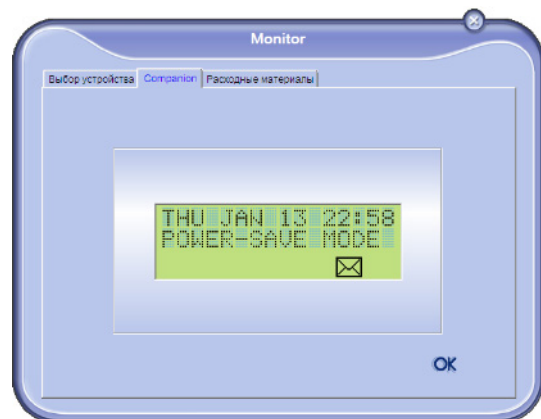 Monitor
Выбор устройства Companion Расходные материалы
THU JAN 13 22:58
POWER-SAVE MODE
OK